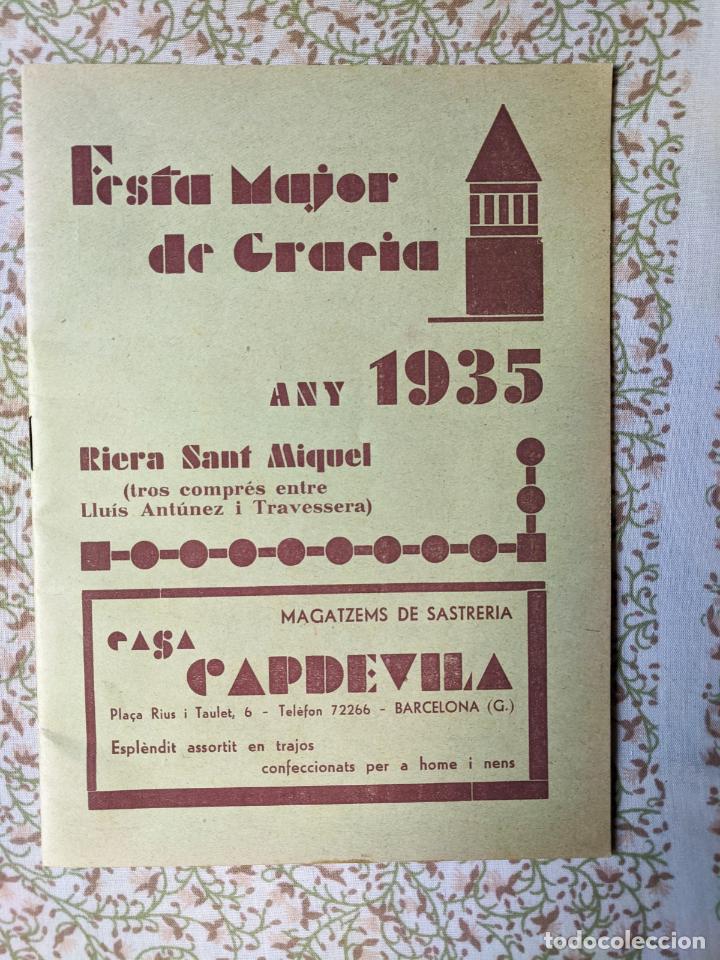 Festa Major
de Gracia
ANY 1935
Riera Sant Miquel
(tros comprés entre
Lluís Antúnez i Travessera)
MAGATZEMS DE SASTRERIA
CASA
CAPDEVILA
Plaça Rius i Taulet, 6 - Telèfon 72266 - BARCELONA (G.)
Esplèndit assortit en trajos
confeccionats per a home i nens
todocoleccion